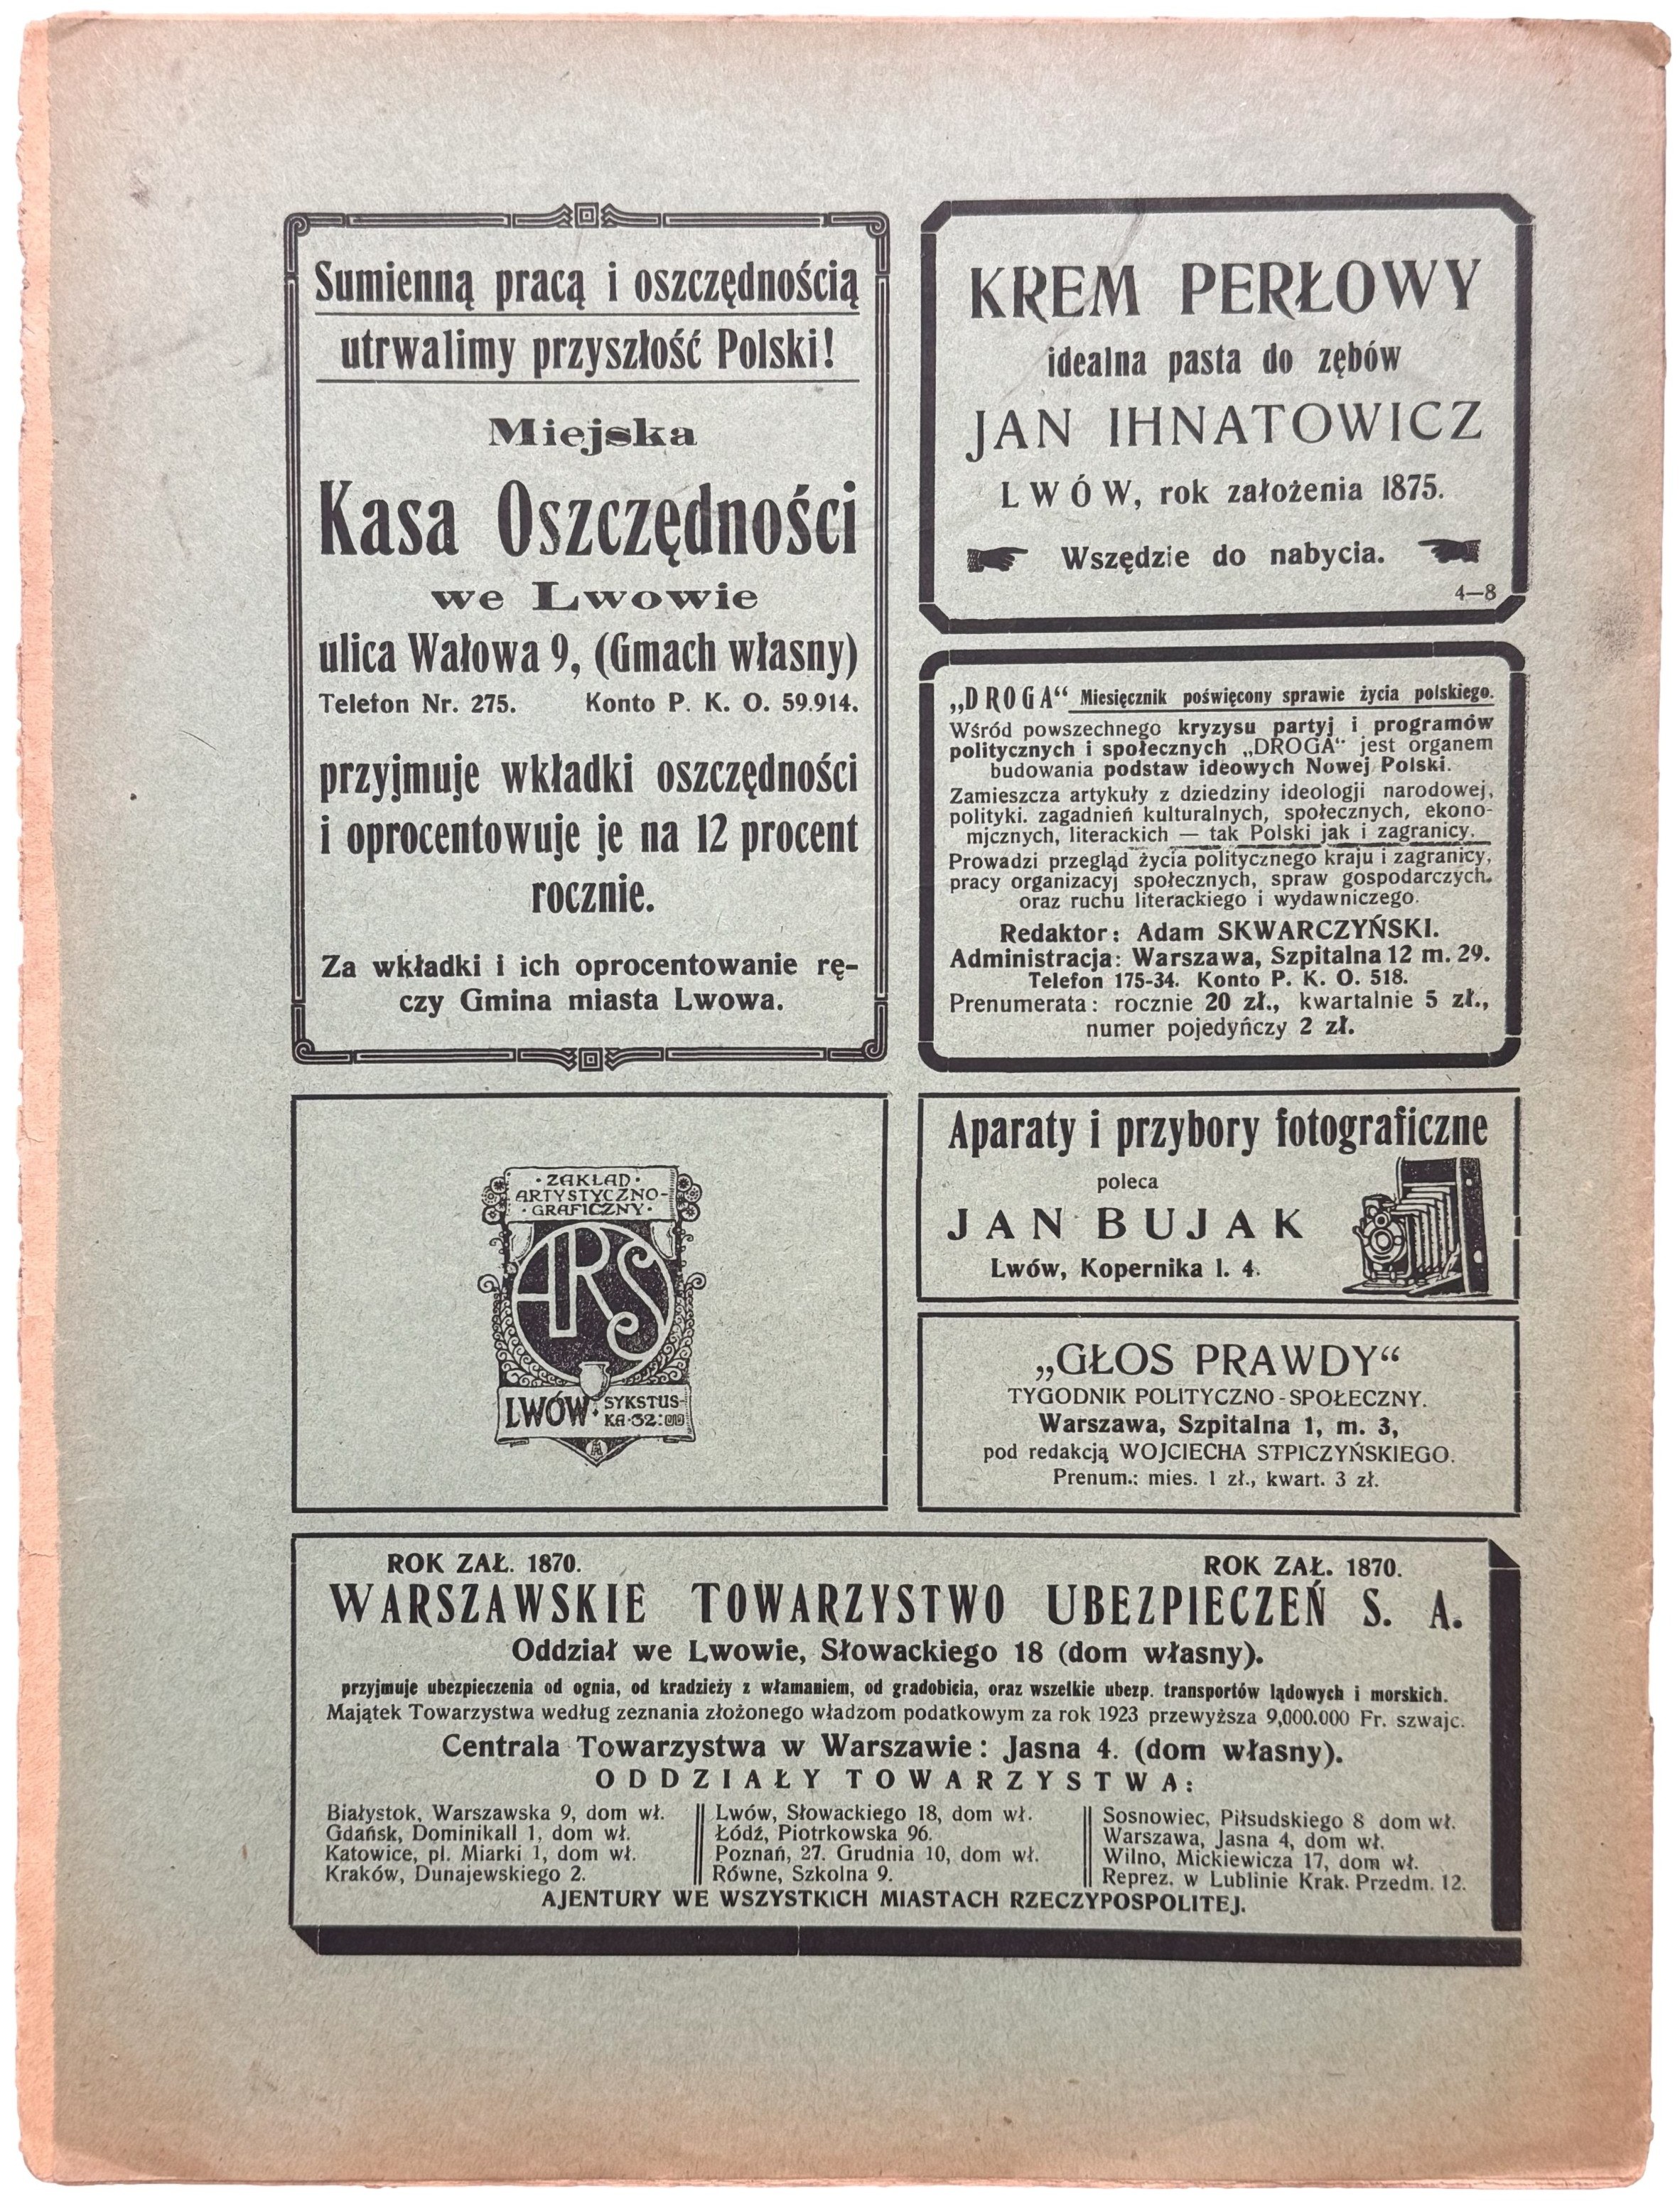 Sumienną pracą i oszczędnością
utrwalimy przyszłość Polski!
Miejska
Kasa Oszczędności
we Lwowie
ulica Wałowa 9, (Gmach własny)
Telefon Nr. 275. Konto P. K. O. 59.914.
przyjmuje wkładki oszczędności
i oprocentowuje je na 12 procent
rocznie.
Za wkładki i ich oprocentowanie rę-
czy Gmina miasta Lwowa.
KREM PERŁOWY
idealna pasta do zębów
JAN IHNATOWICZ
LWÓW, rok założenia 1875.
Wszędzie do nabycia.
4—8
„DROGA“ Miesięcznik poświęcony sprawie życia polskiego.
Wśród powszechnego kryzysu partyj i programów
politycznych i społecznych „DROGA“ jest organem
budowania podstaw ideowych Nowej Polski.
Zamieszcza artykuły z dziedziny ideologji narodowej,
polityki. zagadnień kulturalnych, społecznych, ekono-
mjcznych, literackich — tak Polski jak i zagranicy.
Prowadzi przegląd życia politycznego kraju i zagranicy,
pracy organizacyj społecznych, spraw gospodarczych.
oraz ruchu literackiego i wydawniczego.
Redaktor: Adam SKWARCZYŃSKI.
Administracja: Warszawa, Szpitalna 12 m. 29.
Telefon 175-34. Konto P. K. O. 518.
Prenumerata: rocznie 20 zł., kwartalnie 5 zł.,
numer pojedyńczy 2 zł.
· ZAKŁAD ·
ARTYSTYCZNO-
· GRAFICZNY ·
ARS
LWÓW · SYKSTUS-
KA · 32:
Aparaty i przybory fotograficzne
poleca
JAN BUJAK
Lwów, Kopernika l. 4.
„GŁOS PRAWDY“
TYGODNIK POLITYCZNO-SPOŁECZNY.
Warszawa, Szpitalna 1, m. 3,
pod redakcją WOJCIECHA STPICZYŃSKIEGO.
Prenum.: mies. 1 zł., kwart. 3 zł.
ROK ZAŁ. 1870. ROK ZAŁ. 1870.
WARSZAWSKIE TOWARZYSTWO UBEZPIECZEŃ S. A.
Oddział we Lwowie, Słowackiego 18 (dom własny).
przyjmuje ubezpieczenia od ognia, od kradzieży z włamaniem, od gradobicia, oraz wszelkie ubezp. transportów lądowych i morskich.
Majątek Towarzystwa według zeznania złożonego władzom podatkowym za rok 1923 przewyższa 9,000.000 Fr. szwajc.
Centrala Towarzystwa w Warszawie: Jasna 4. (dom własny).
ODDZIAŁY TOWARZYSTWA:
Białystok, Warszawska 9, dom wł.
Gdańsk, Dominikall 1, dom wł.
Katowice, pl. Miarki 1, dom wł.
Kraków, Dunajewskiego 2.
Lwów, Słowackiego 18, dom wł.
Łódź, Piotrkowska 96.
Poznań, 27. Grudnia 10, dom wł.
Równe, Szkolna 9.
Sosnowiec, Piłsudskiego 8 dom wł.
Warszawa, Jasna 4, dom wł.
Wilno, Mickiewicza 17, dom wł.
Reprez. w Lublinie Krak. Przedm. 12.
AJENTURY WE WSZYSTKICH MIASTACH RZECZYPOSPOLITEJ.